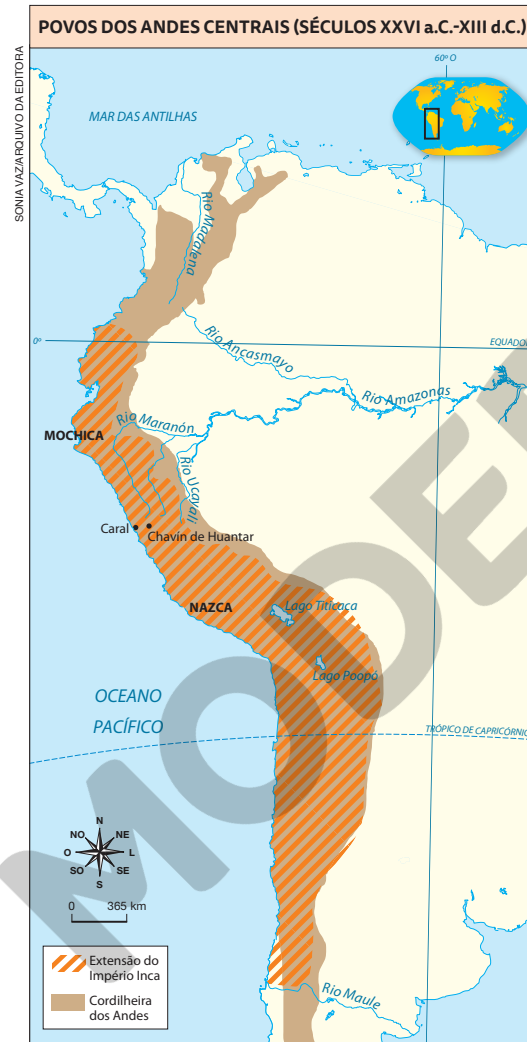 POVOS DOS ANDES CENTRAIS (SÉCULOS XXVI a.C.-XIII d.C.)
SONIA VAZ/ARQUIVO DA EDITORA
60º O
MAR DAS ANTILHAS
Rio Madalena
0º
EQUADOR
Rio Ancasmayo
Rio Amazonas
Rio Maranón
MOCHICA
Rio Ucayali
Caral
Chavín de Huantar
NAZCA
Lago Titicaca
Lago Poopó
OCEANO
PACÍFICO
TRÓPICO DE CAPRICÓRNIO
N
NO
NE
O
L
SO
SE
S
0
365 km
Extensão do
Império Inca
Rio Maule
Cordilheira
dos Andes